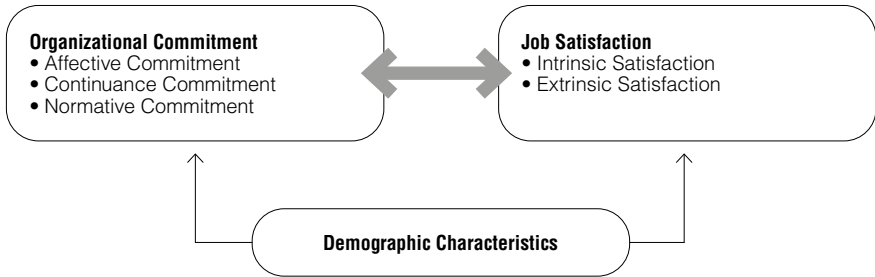 Organizational Commitment
• Affective Commitment
• Continuance Commitment
• Normative Commitment
Job Satisfaction
• Intrinsic Satisfaction
• Extrinsic Satisfaction
Demographic Characteristics